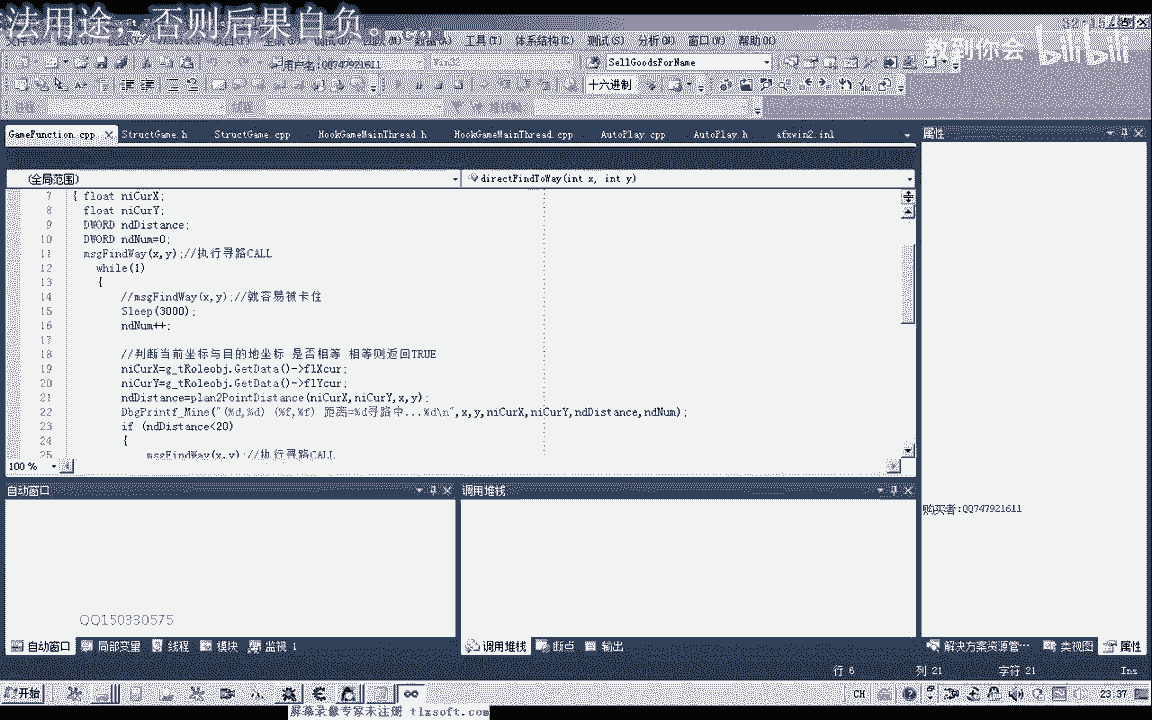 法用途，否则后果自负。
教到你会 bilibili
工具(T) 体系结构(C) 测试(S) 分析(N) 窗口(W) 帮助(H)
用户名:QQ747921611 Win32 SellGoodsForName
十六进制
GameFunction.cpp StructGame.h StructGame.cpp HookGameMainThread.h HookGameMainThread.cpp AutoPlay.cpp AutoPlay.h afxwin2.inl 属性
(全局范围) directFindToWay(int x, int y)
7 { float niCurX;
8 float niCurY;
9 DWORD ndDistance;
10 DWORD ndNum=0;
11 msgFindWay(x,y);//执行寻路CALL
12 while(1)
13 {
14 //msgFindWay(x,y);//就容易被卡住
15 Sleep(3000);
16 ndNum++;
17
18 //判断当前坐标与目的地坐标 是否相等 相等则返回TRUE
19 niCurX=g_tRoleobj.GetData()->flXcur;
20 niCurY=g_tRoleobj.GetData()->flYcur;
21 ndDistance=plan2PointDistance(niCurX,niCurY,x,y);
22 DbgPrintf_Mine("(%d,%d) (%f,%f) 距离=%d寻路中...%d\n",x,y,niCurX,niCurY,ndDistance,ndNum);
23 if (ndDistance<20)
24 {
25 msgFindWay(x,y);//执行寻路CALL
100 %
自动窗口 调用堆栈
购买者:QQ747921611
QQ150330575
自动窗口 局部变量 线程 模块 监视 1 调用堆栈 断点 输出 解决方案资源管... 类视图 属性
行 6 列 21 字符 21 Ins
开始 CH 23:37
屏幕录像专家未注册 tlxsoft.com